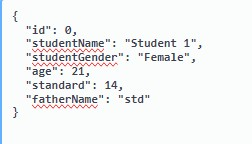 {
"id": 0,
"studentName": "Student 1",
"studentGender": "Female",
"age": 21,
"standard": 14,
"fatherName": "std"
}